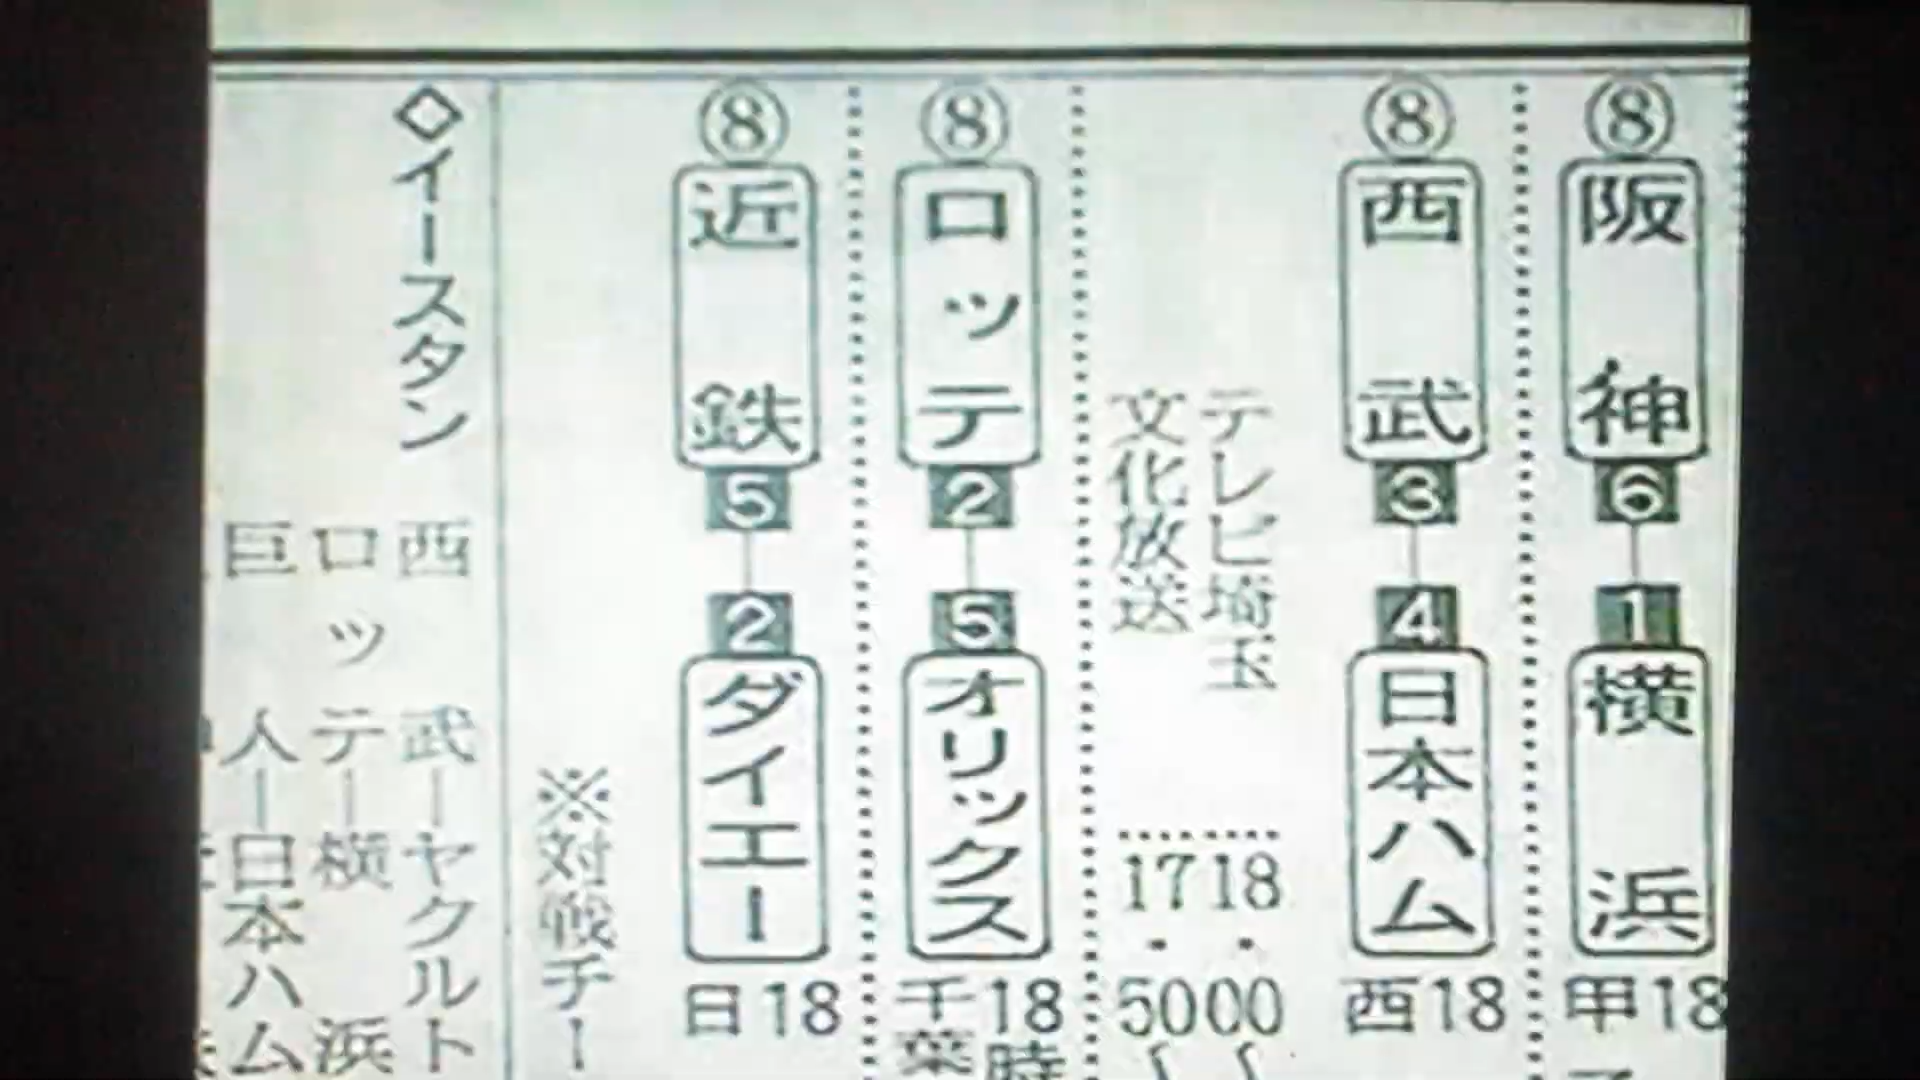 ⑧阪神6―1横浜 甲18
⑧西武3―4日本ハム 西18
テレビ埼玉 18・00〜
文化放送 17・50〜
⑧ロッテ2―5オリックス 千葉18時
⑧近鉄5―2ダイエー 日18
※対戦チー
◇イースタン 西武―ヤクルト
ロッテ―横浜
巨人―日本ハム